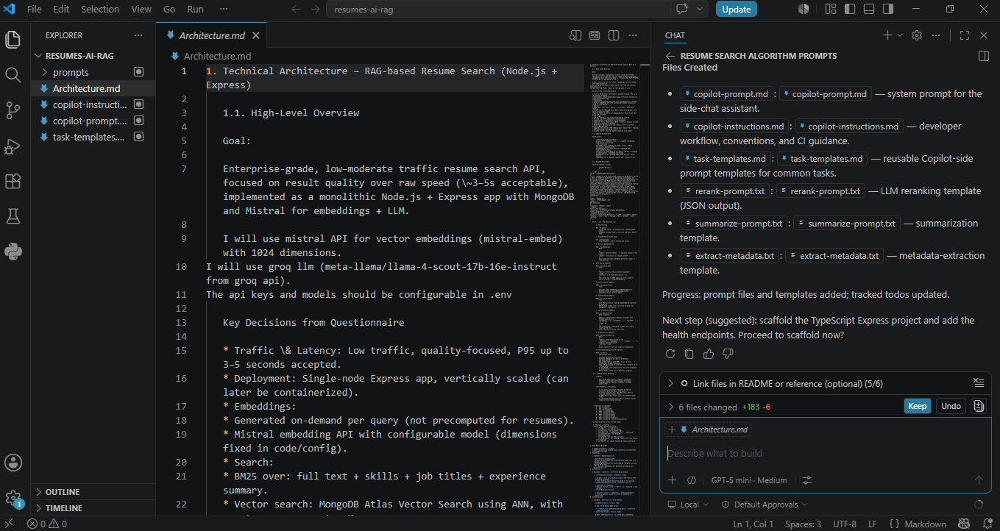 File Edit Selection View Go Run ···
resumes-ai-rag
Update
EXPLORER
RESUMES-AI-RAG
prompts
Architecture.md
copilot-instructi...
copilot-prompt....
task-templates....
OUTLINE
TIMELINE
1
Architecture.md
Architecture.md
1 1. Technical Architecture – RAG-based Resume Search (Node.js +
Express)
2
3 1.1. High-Level Overview
4
5 Goal:
6
7 Enterprise-grade, low–moderate traffic resume search API,
focused on result quality over raw speed (\~3–5s acceptable),
implemented as a monolithic Node.js + Express app with MongoDB
and Mistral for embeddings + LLM.
8
9 I will use mistral API for vector embeddings (mistral-embed)
with 1024 dimensions.
10 I will use groq llm (meta-llama/llama-4-scout-17b-16e-instruct
from groq api).
11 The api keys and models should be configurable in .env
12
13 Key Decisions from Questionnaire
14
15 * Traffic \& Latency: Low traffic, quality-focused, P95 up to
3–5 seconds accepted.
16 * Deployment: Single-node Express app, vertically scaled (can
later be containerized).
17 * Embeddings:
18 * Generated on-demand per query (not precomputed for resumes).
19 * Mistral embedding API with configurable model (dimensions
fixed in code/config).
20 * Search:
21 * BM25 over: full text + skills + job titles + experience
summary.
22 * Vector search: MongoDB Atlas Vector Search using ANN, with
CHAT
RESUME SEARCH ALGORITHM PROMPTS
Files Created
• copilot-prompt.md : copilot-prompt.md — system prompt for the
side-chat assistant.
• copilot-instructions.md : copilot-instructions.md — developer
workflow, conventions, and CI guidance.
• task-templates.md : task-templates.md — reusable Copilot-side
prompt templates for common tasks.
• rerank-prompt.txt : rerank-prompt.txt — LLM reranking template
(JSON output).
• summarize-prompt.txt : summarize-prompt.txt — summarization
template.
• extract-metadata.txt : extract-metadata.txt — metadata-extraction
template.
Progress: prompt files and templates added; tracked todos updated.
Next step (suggested): scaffold the TypeScript Express project and add the
health endpoints. Proceed to scaffold now?
Link files in README or reference (optional) (5/6)
6 files changed +183 -6 Keep Undo
Architecture.md
Describe what to build
GPT-5 mini · Medium
Local Default Approvals
0 0 Ln 1, Col 1 Spaces: 3 UTF-8 LF { } Markdown